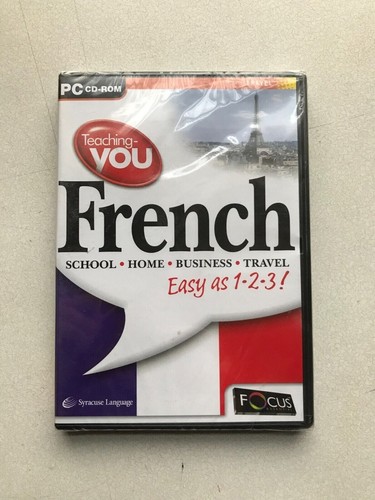 PC CD-ROM
Teaching-
YOU
French
SCHOOL • HOME • BUSINESS • TRAVEL
Easy as 1-2-3!
Syracuse Language
FOCUS